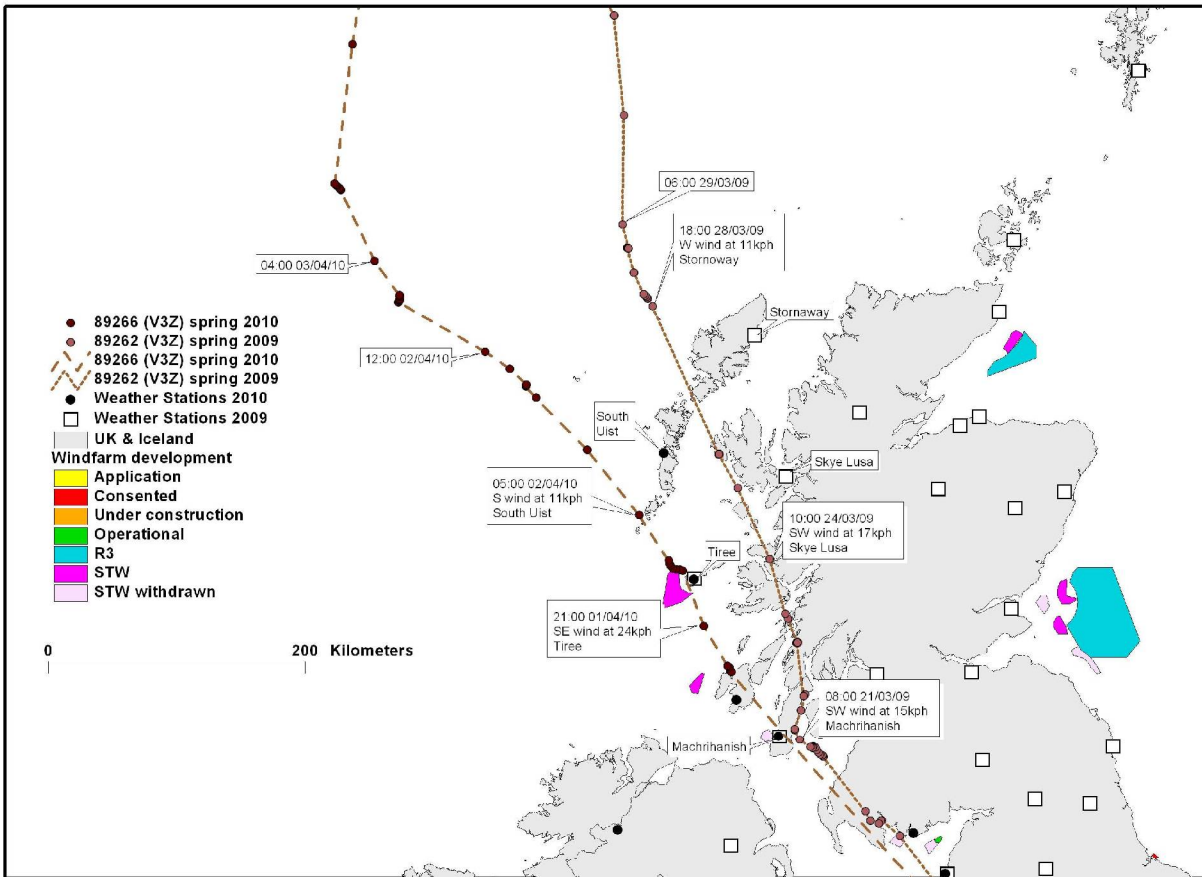 06:00 29/03/09
18:00 28/03/09
W wind at 11kph
Stornoway
04:00 03/04/10
Stornaway
12:00 02/04/10
89266 (V3Z) spring 2010
89262 (V3Z) spring 2009
89266 (V3Z) spring 2010
89262 (V3Z) spring 2009
Weather Stations 2010
Weather Stations 2009
UK & Iceland
Windfarm development
Application
Consented
Under construction
Operational
R3
STW
STW withdrawn
0 200 Kilometers
South
Uist
Skye Lusa
05:00 02/04/10
S wind at 11kph
South Uist
10:00 24/03/09
SW wind at 17kph
Skye Lusa
Tiree
21:00 01/04/10
SE wind at 24kph
Tiree
08:00 21/03/09
SW wind at 15kph
Machrihanish
Machrihanish